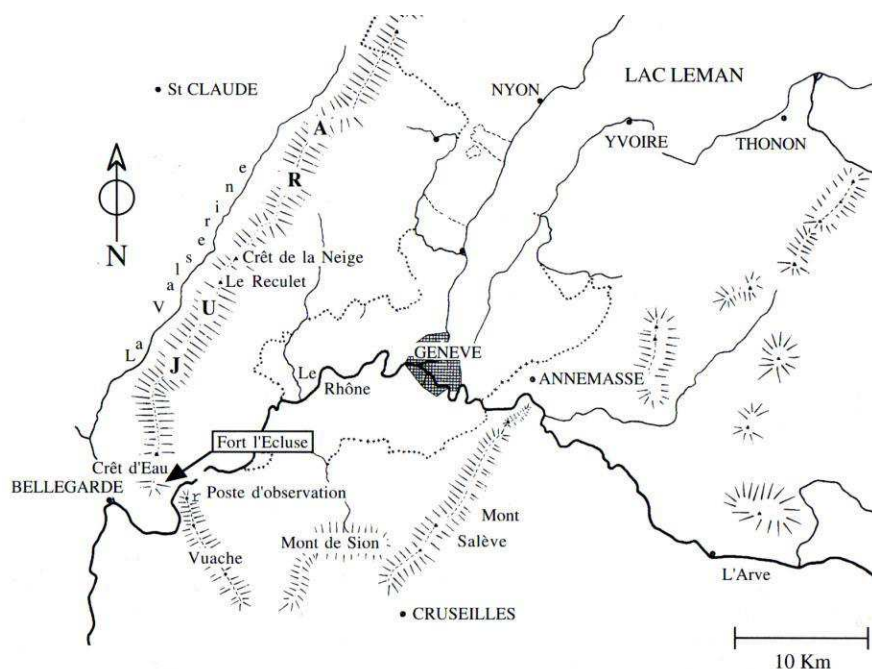 LAC LEMAN
St CLAUDE
NYON
YVOIRE
THONON
JURA
La Valserine
N
Crêt de la Neige
Le Reculet
GENEVE
Le Rhône
ANNEMASSE
Fort l'Ecluse
Crêt d'Eau
BELLEGARDE
Poste d'observation
Vuache
Mont de Sion
Mont Salève
L'Arve
CRUSEILLES
10 Km